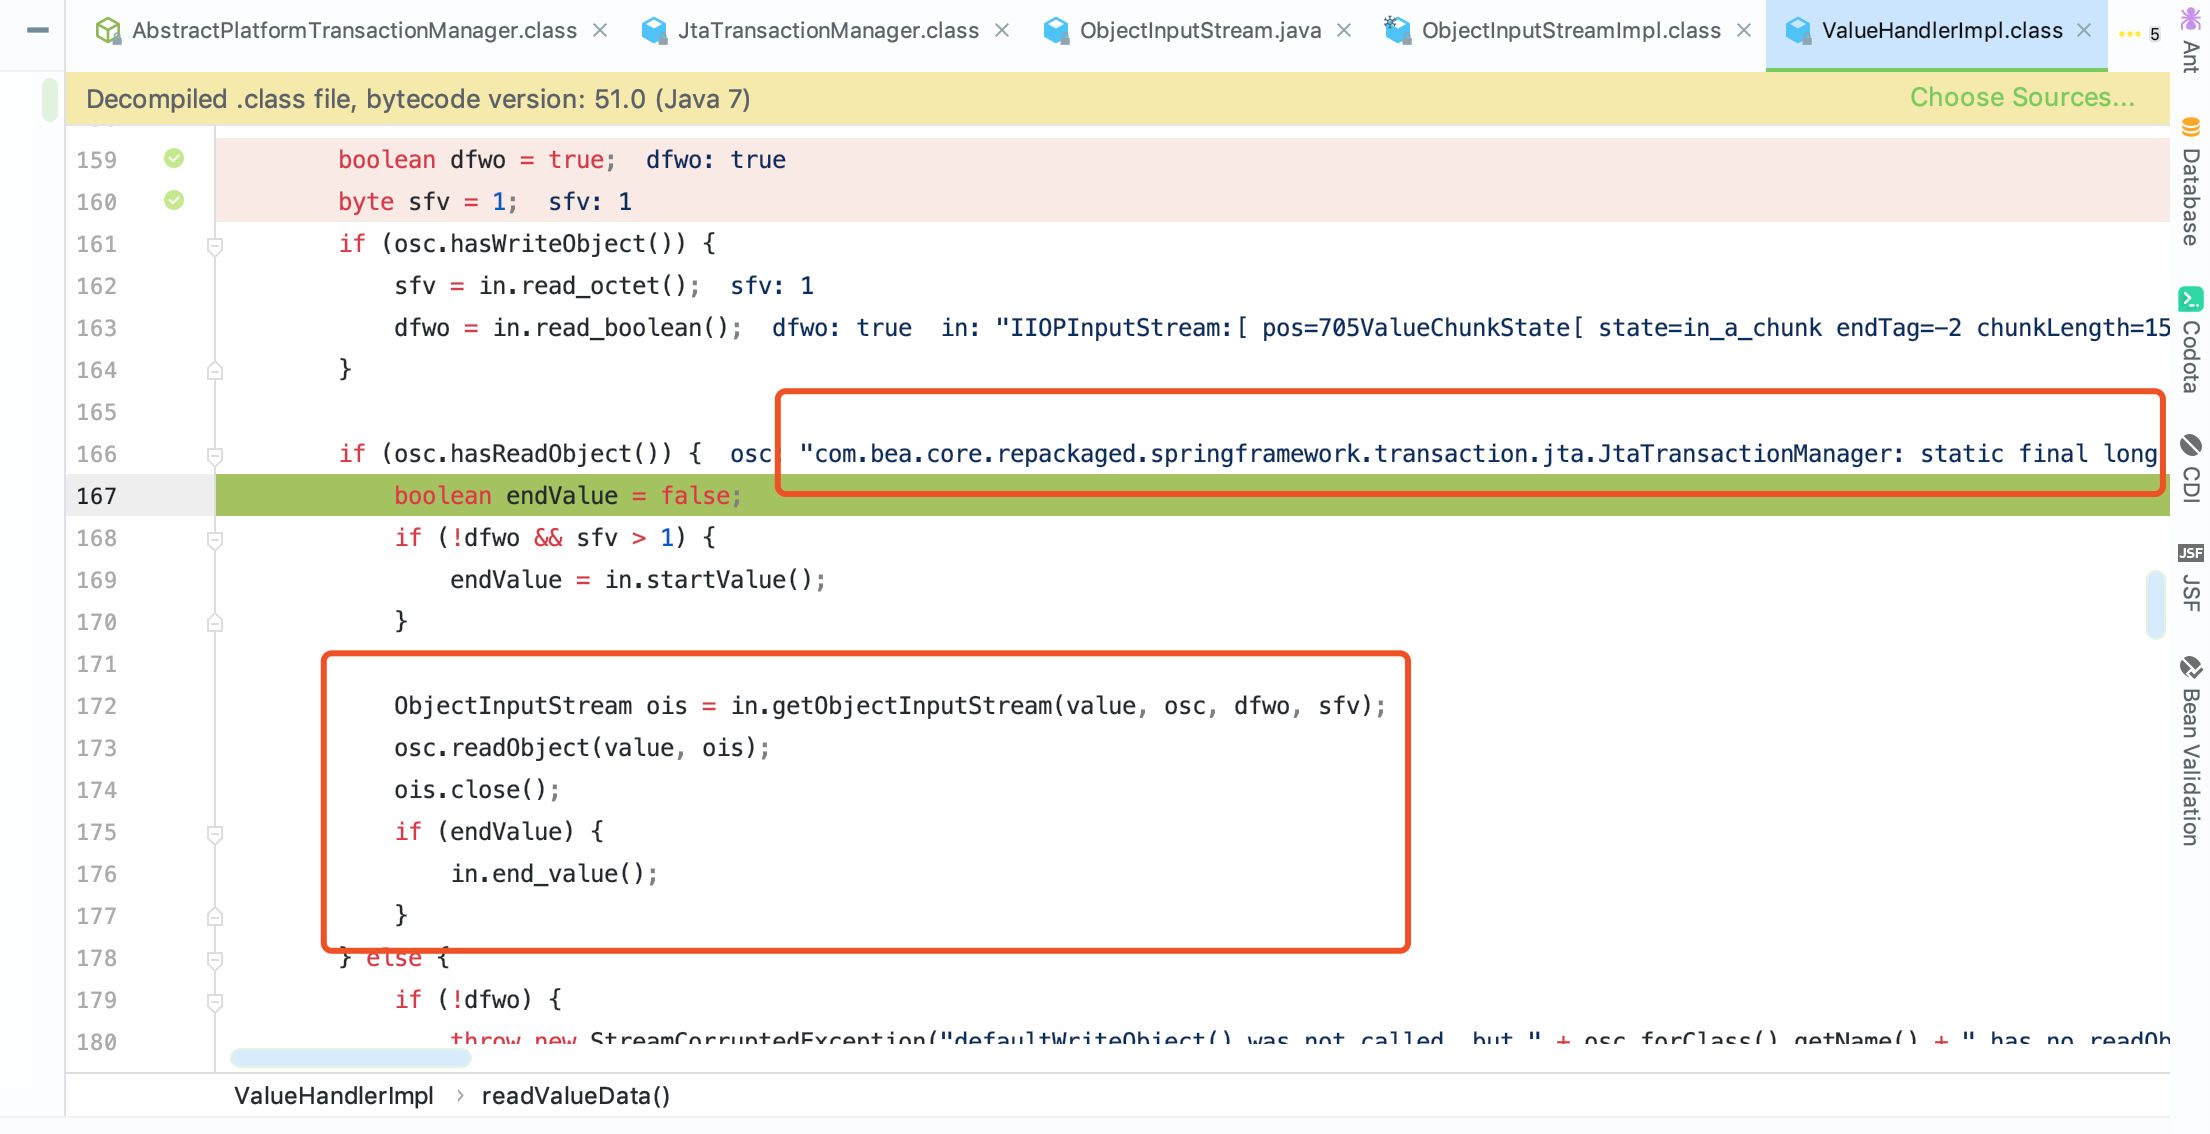 AbstractPlatformTransactionManager.class JtaTransactionManager.class ObjectInputStream.java ObjectInputStreamImpl.class ValueHandlerImpl.class 5
Decompiled .class file, bytecode version: 51.0 (Java 7) Choose Sources...
159 boolean dfwo = true; dfwo: true
160 byte sfv = 1; sfv: 1
161 if (osc.hasWriteObject()) {
162 sfv = in.read_octet(); sfv: 1
163 dfwo = in.read_boolean(); dfwo: true in: "IIOPInputStream:[ pos=705ValueChunkState[ state=in_a_chunk endTag=-2 chunkLength=15
164 }
165
166 if (osc.hasReadObject()) { osc: "com.bea.core.repackaged.springframework.transaction.jta.JtaTransactionManager: static final long
167 boolean endValue = false;
168 if (!dfwo && sfv > 1) {
169 endValue = in.startValue();
170 }
171
172 ObjectInputStream ois = in.getObjectInputStream(value, osc, dfwo, sfv);
173 osc.readObject(value, ois);
174 ois.close();
175 if (endValue) {
176 in.end_value();
177 }
178 } else {
179 if (!dfwo) {
180 throw new StreamCorruptedException("defaultWriteObject() was not called, but " + osc.forClass().getName() + " has no readOb
ValueHandlerImpl › readValueData()
Ant
Database
Codota
CDI
JSF
JSF
Bean Validation